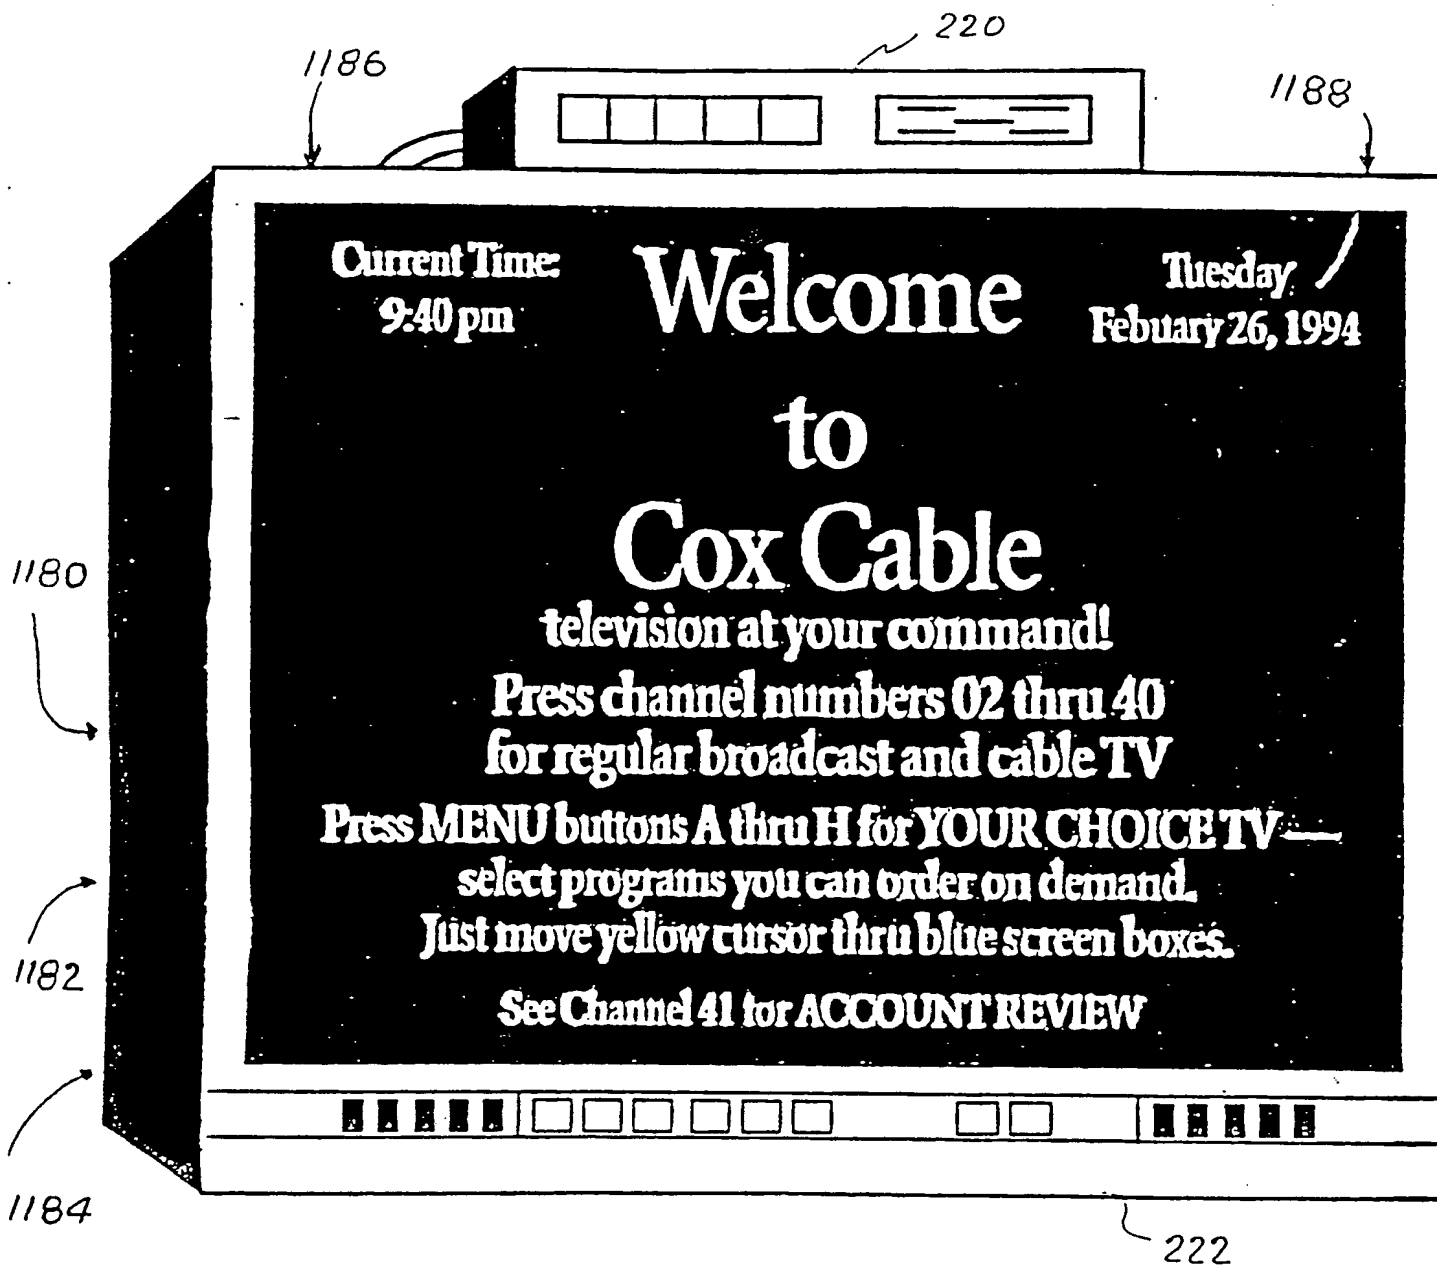 220
1186
1188
Current Time:
9:40 pm
Welcome
Tuesday
Febuary 26, 1994
to
Cox Cable
1180
television at your command!
Press channel numbers 02 thru 40
for regular broadcast and cable TV
Press MENU buttons A thru H for YOUR CHOICE TV —
1182
select programs you can order on demand.
Just move yellow cursor thru blue screen boxes.
See Channel 41 for ACCOUNT REVIEW
1184
222